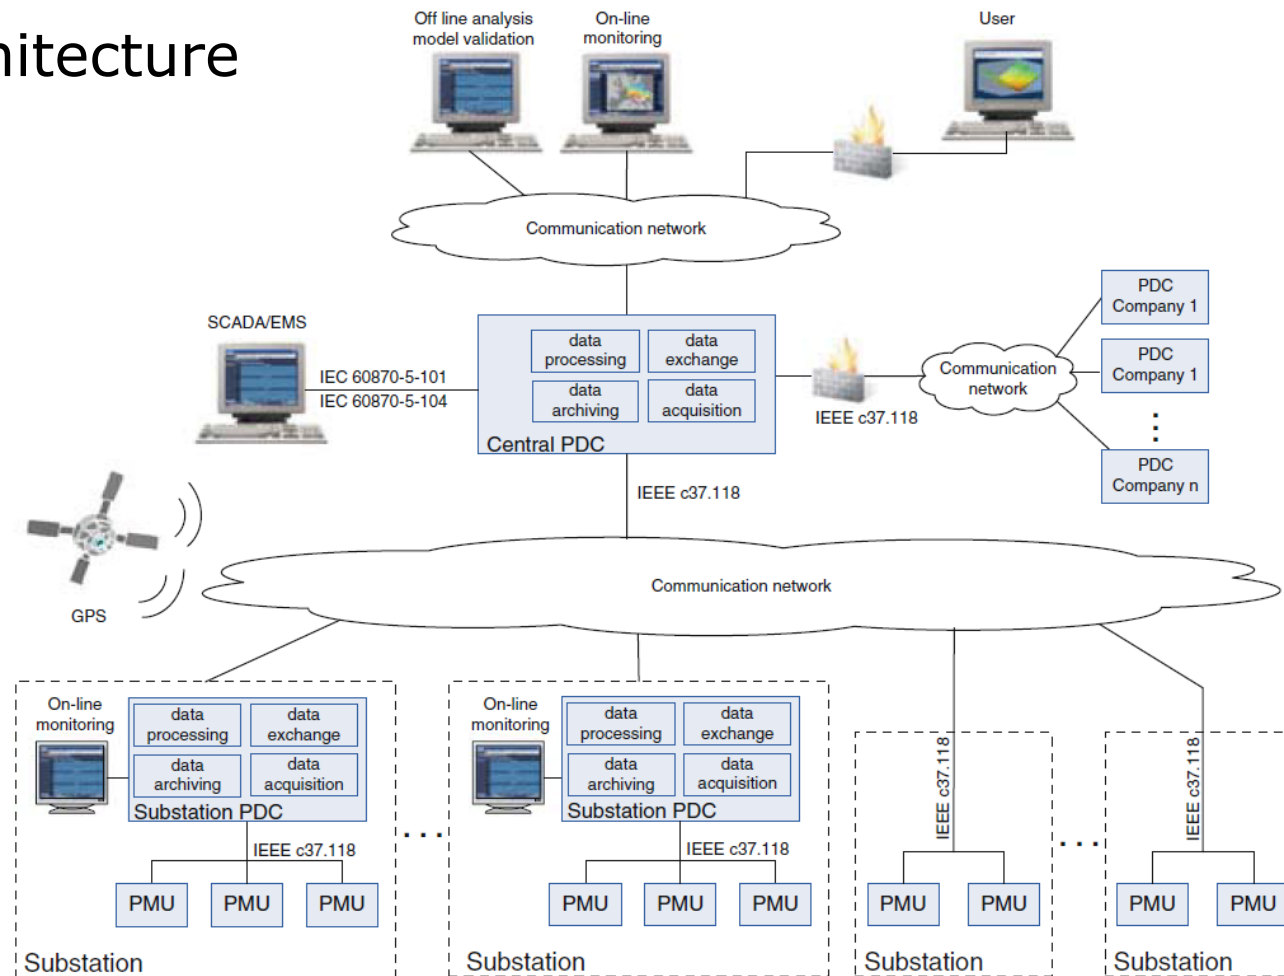 hitecture
Off line analysis
model validation
On-line
monitoring
User
Communication network
SCADA/EMS
IEC 60870-5-101
IEC 60870-5-104
data
processing
data
exchange
data
archiving
data
acquisition
Central PDC
IEEE c37.118
Communication
network
PDC
Company 1
PDC
Company 1
PDC
Company n
IEEE c37.118
GPS
Communication network
On-line
monitoring
data
processing
data
exchange
data
archiving
data
acquisition
Substation PDC
IEEE c37.118
PMU
PMU
PMU
Substation
. . .
On-line
monitoring
data
processing
data
exchange
data
archiving
data
acquisition
Substation PDC
IEEE c37.118
PMU
PMU
PMU
Substation
IEEE c37.118
PMU
PMU
Substation
. . .
IEEE c37.118
PMU
PMU
Substation